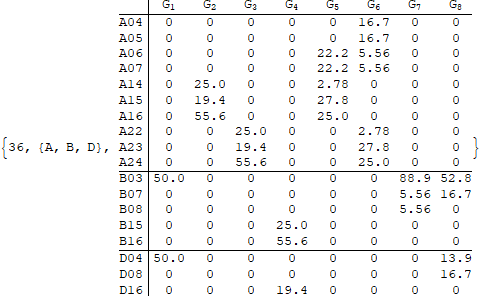 G₁ G₂ G₃ G₄ G₅ G₆ G₇ G₈
A04 0 0 0 0 0 16.7 0 0
A05 0 0 0 0 0 16.7 0 0
A06 0 0 0 0 22.2 5.56 0 0
A07 0 0 0 0 22.2 5.56 0 0
A14 0 25.0 0 0 2.78 0 0 0
A15 0 19.4 0 0 27.8 0 0 0
A16 0 55.6 0 0 25.0 0 0 0
A22 0 0 25.0 0 0 2.78 0 0
{36, {A, B, D}, A23 0 0 19.4 0 0 27.8 0 0 }
A24 0 0 55.6 0 0 25.0 0 0
B03 50.0 0 0 0 0 0 88.9 52.8
B07 0 0 0 0 0 0 5.56 16.7
B08 0 0 0 0 0 0 5.56 0
B15 0 0 0 25.0 0 0 0 0
B16 0 0 0 55.6 0 0 0 0
D04 50.0 0 0 0 0 0 0 13.9
D08 0 0 0 0 0 0 0 16.7
D16 0 0 0 19.4 0 0 0 0